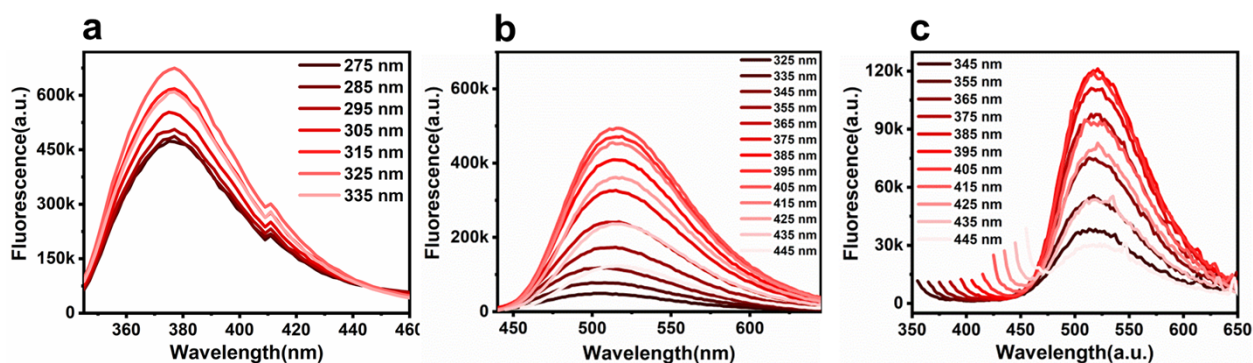 a
Fluorescence(a.u.)
600k
450k
300k
150k
0
360
380
400
420
440
460
Wavelength(nm)
275 nm
285 nm
295 nm
305 nm
315 nm
325 nm
335 nm
b
Fluorescence(a.u.)
600k
400k
200k
0
450
500
550
600
Wavelength(nm)
325 nm
335 nm
345 nm
355 nm
365 nm
375 nm
385 nm
395 nm
405 nm
415 nm
425 nm
435 nm
445 nm
c
Fluorescence(a.u.)
120k
90k
60k
30k
0
350
400
450
500
550
600
650
Wavelength(a.u.)
345 nm
355 nm
365 nm
375 nm
385 nm
395 nm
405 nm
415 nm
425 nm
435 nm
445 nm